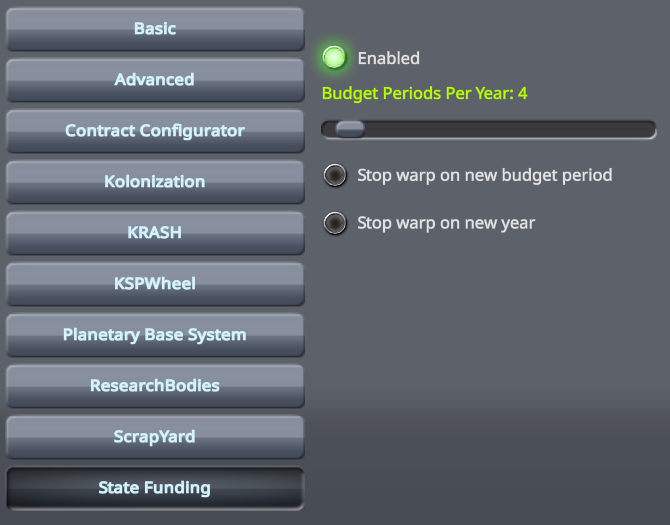 Basic
Advanced
Contract Configurator
Kolonization
KRASH
KSPWheel
Planetary Base System
ResearchBodies
ScrapYard
State Funding
Enabled
Budget Periods Per Year: 4
Stop warp on new budget period
Stop warp on new year